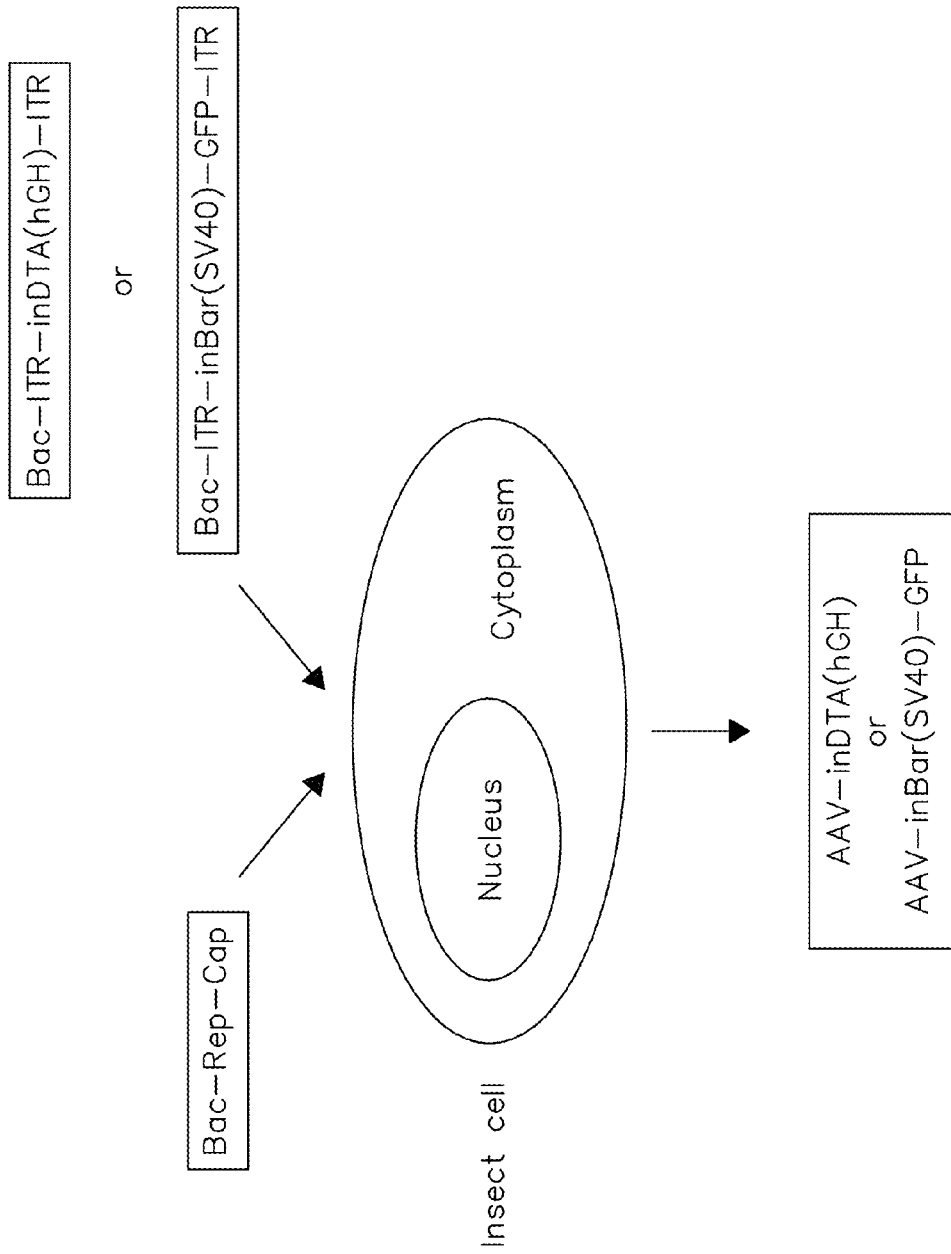 Bac-ITR-inDTA(hGH)-ITR
or
Bac-Rep-Cap
Bac-ITR-inBar(SV40)-GFP-ITR
Insect cell
Nucleus
Cytoplasm
AAV-inDTA(hGH)
or
AAV-inBar(SV40)-GFP